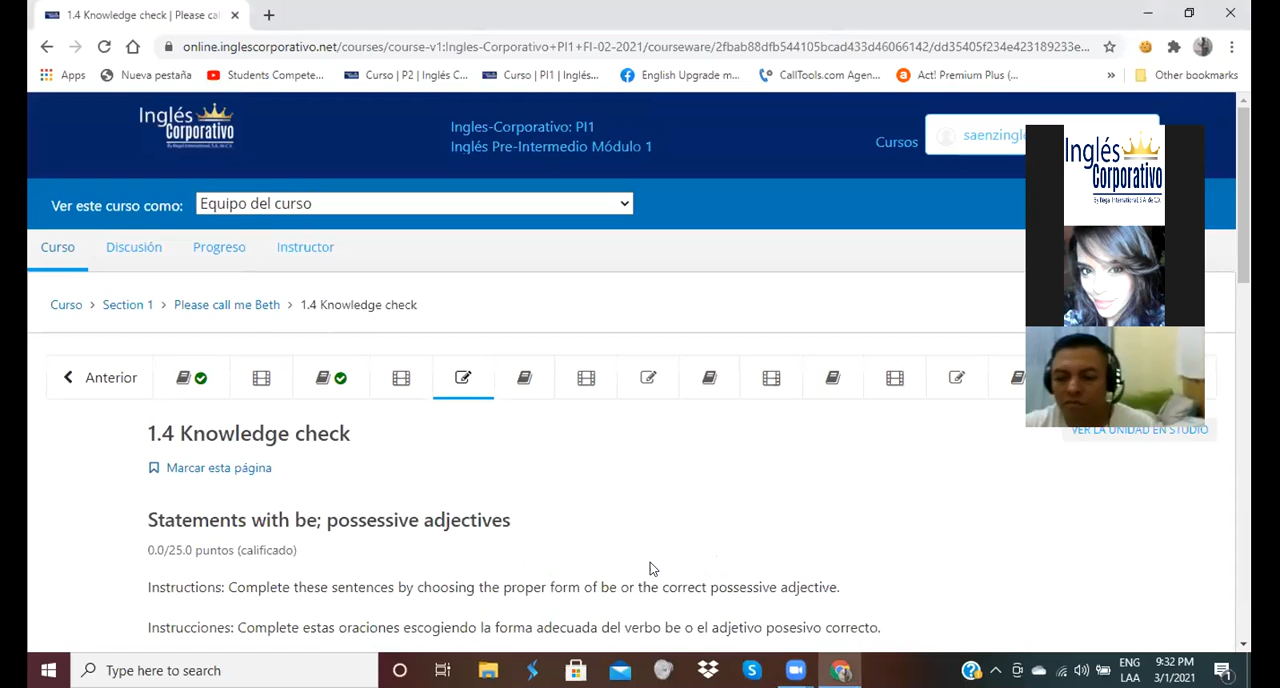 1.4 Knowledge check | Please cal
online.inglescorporativo.net/courses/course-v1:Ingles-Corporativo+PI1+FI-02-2021/courseware/2fbab88dfb544105bcad433d46066142/dd35405f234e423189233e...
Apps Nueva pestaña Students Compete... Curso | P2 | Inglés C... Curso | PI1 | Inglés... English Upgrade m... CallTools.com Agen... Act! Premium Plus (... » Other bookmarks
Inglés
Corporativo
Ingles-Corporativo: PI1
Inglés Pre-Intermedio Módulo 1
Cursos
saenzingle
Inglés
Corporativo
By Regal International, S.A. de C.V.
Ver este curso como: Equipo del curso
Curso Discusión Progreso Instructor
Curso > Section 1 > Please call me Beth > 1.4 Knowledge check
Anterior
1.4 Knowledge check
VER LA UNIDAD EN STUDIO
Marcar esta página
Statements with be; possessive adjectives
0.0/25.0 puntos (calificado)
Instructions: Complete these sentences by choosing the proper form of be or the correct possessive adjective.
Instrucciones: Complete estas oraciones escogiendo la forma adecuada del verbo be o el adjetivo posesivo correcto.
Type here to search
ENG
LAA
9:32 PM
3/1/2021